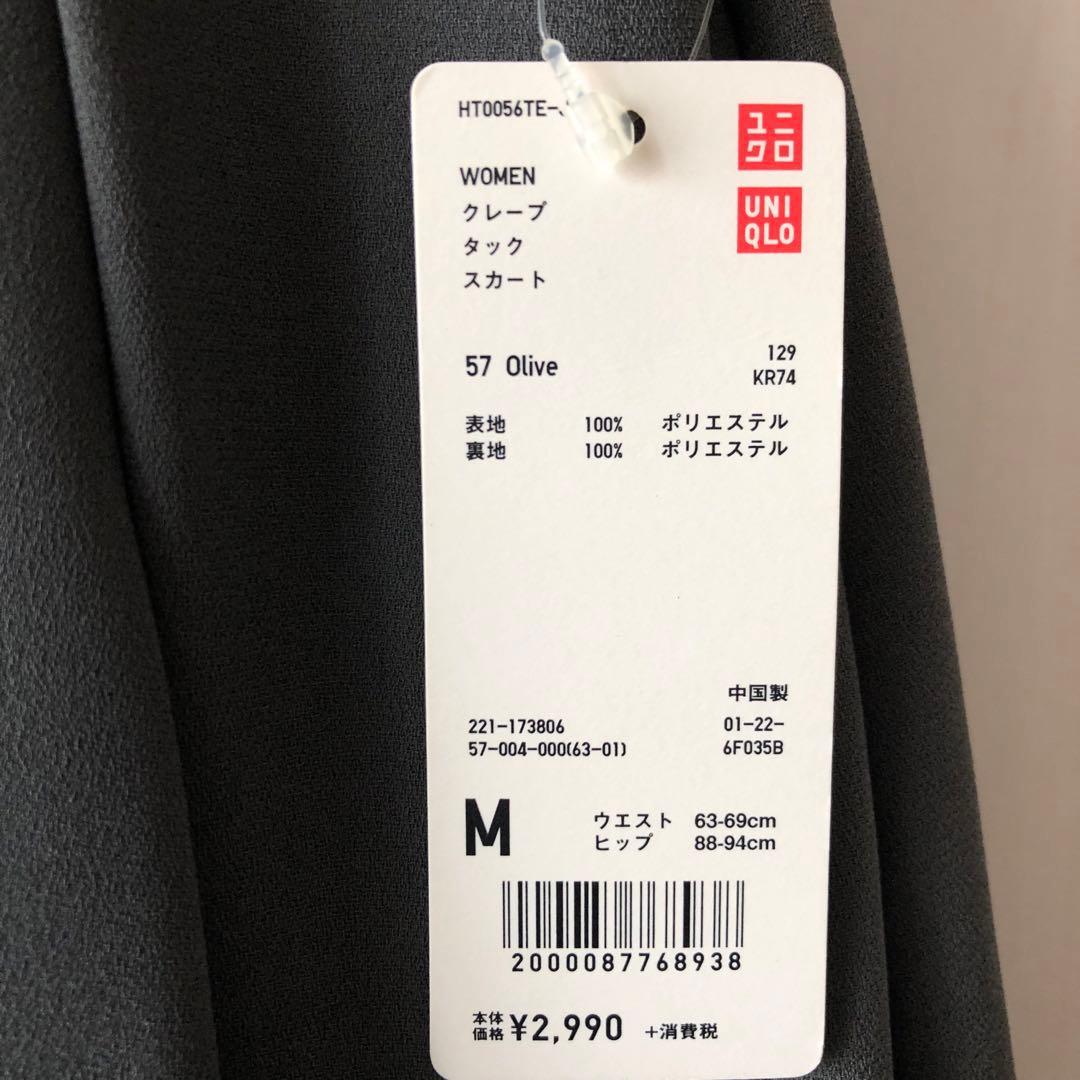 HT0056TE-
ユニ
クロ
UNI
QLO
WOMEN
クレープ
タック
スカート
57 Olive
129
KR74
表地 100% ポリエステル
裏地 100% ポリエステル
中国製
221-173806 01-22-
57-004-000(63-01) 6F035B
M
ウエスト 63-69cm
ヒップ 88-94cm
2000087768938
本体
価格 ¥2,990 +消費税